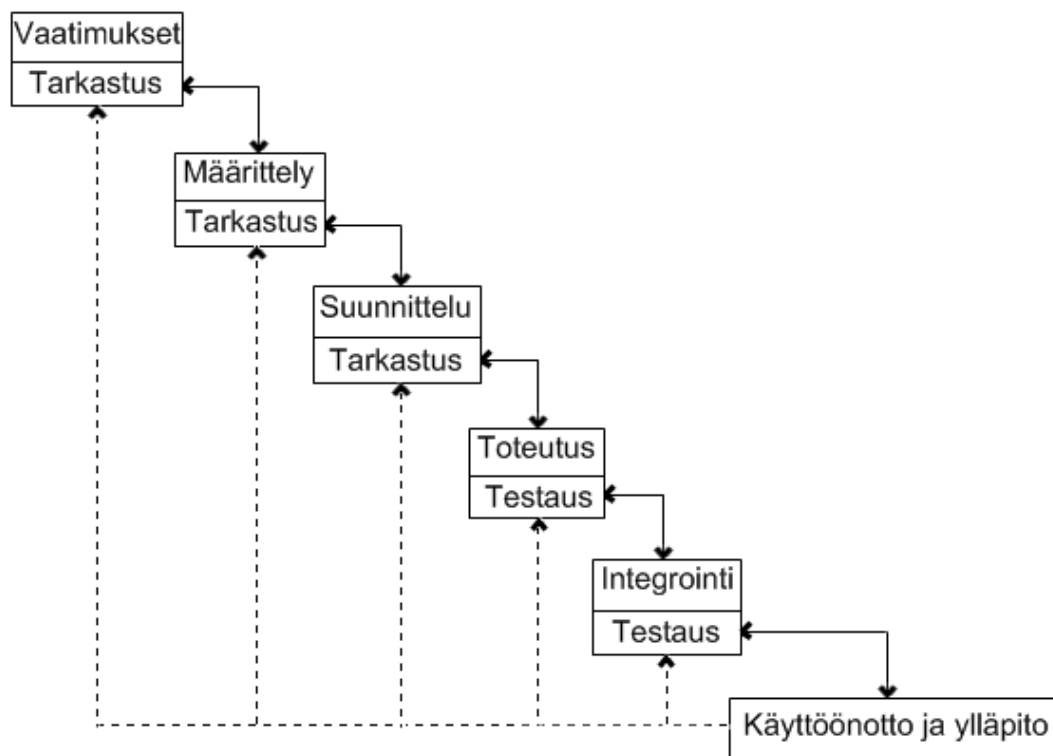 Vaatimukset
Tarkastus
Määrittely
Tarkastus
Suunnittelu
Tarkastus
Toteutus
Testaus
Integrointi
Testaus
Käyttöönotto ja ylläpito